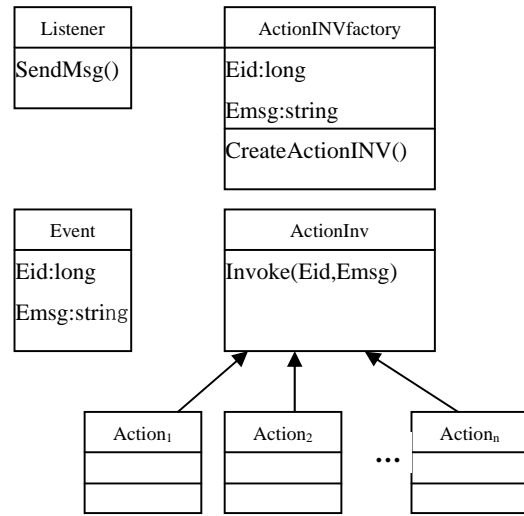 Listener
SendMsg()
ActionINVfactory
Eid:long
Emsg:string
CreateActionINV()
Event
Eid:long
Emsg:string
ActionInv
Invoke(Eid,Emsg)
Action₁
Action₂
...
Actionₙ